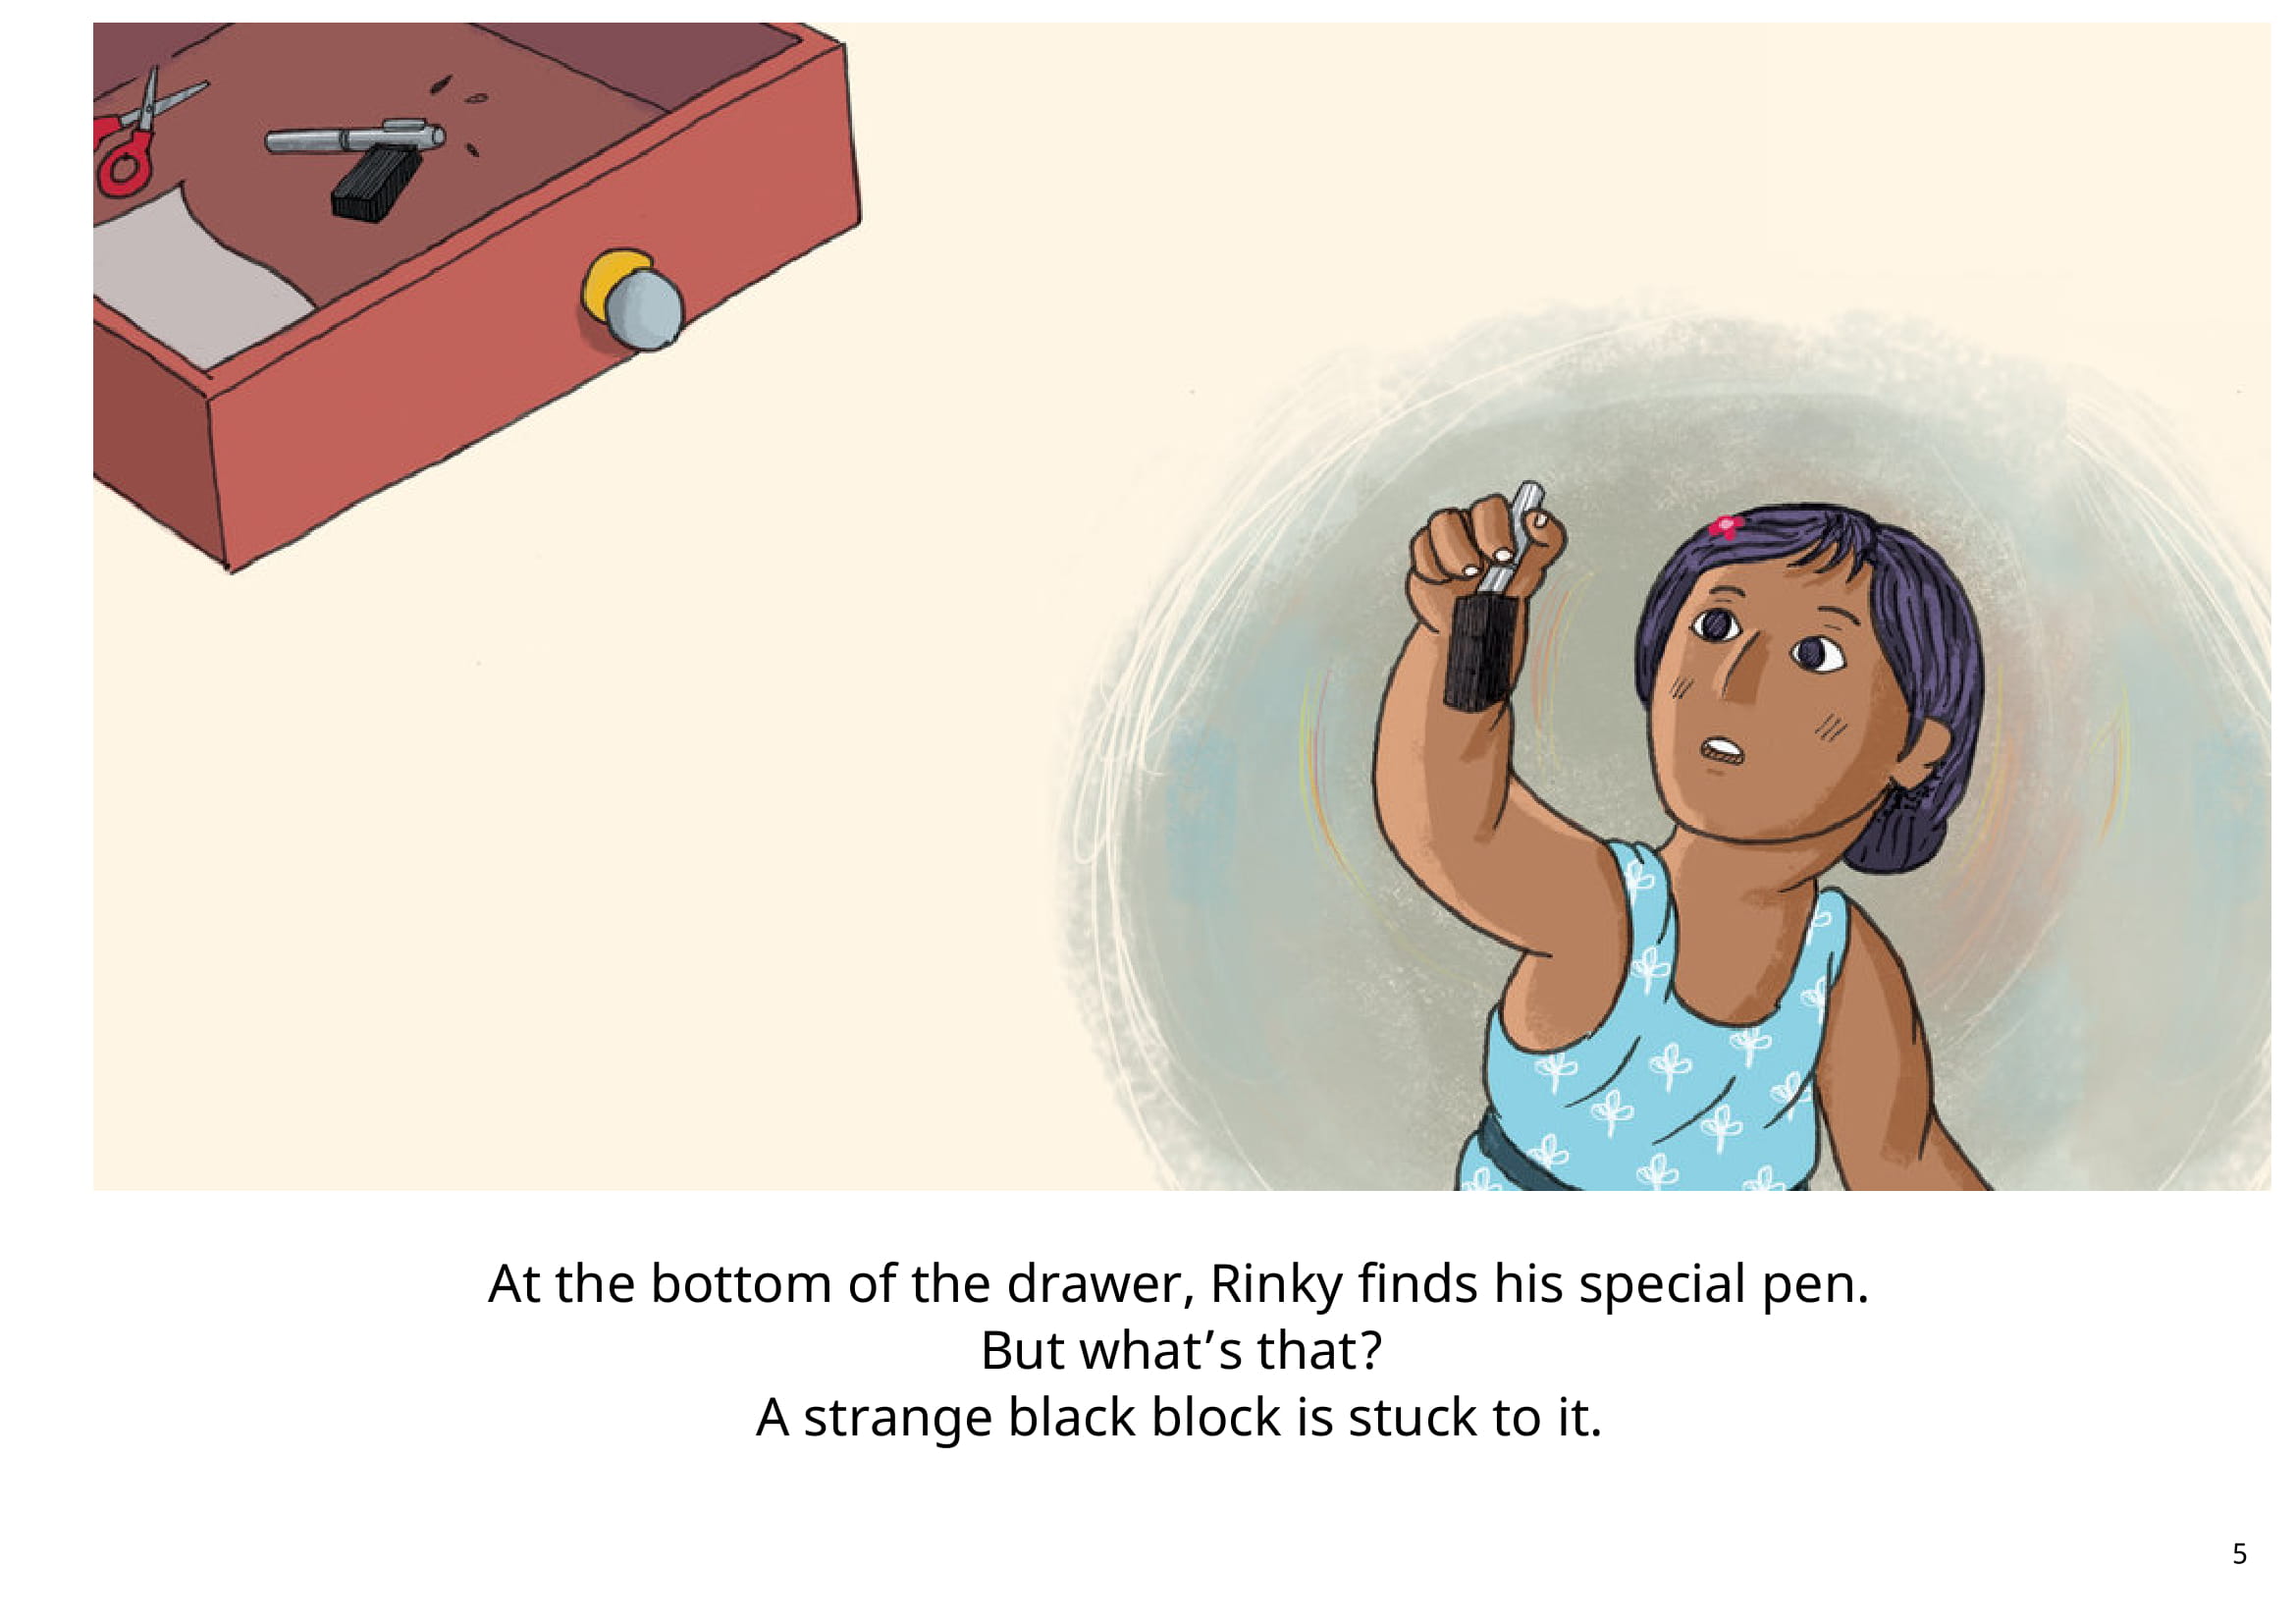 At the bottom of the drawer, Rinky finds his special pen.
But what’s that?
A strange black block is stuck to it.
5